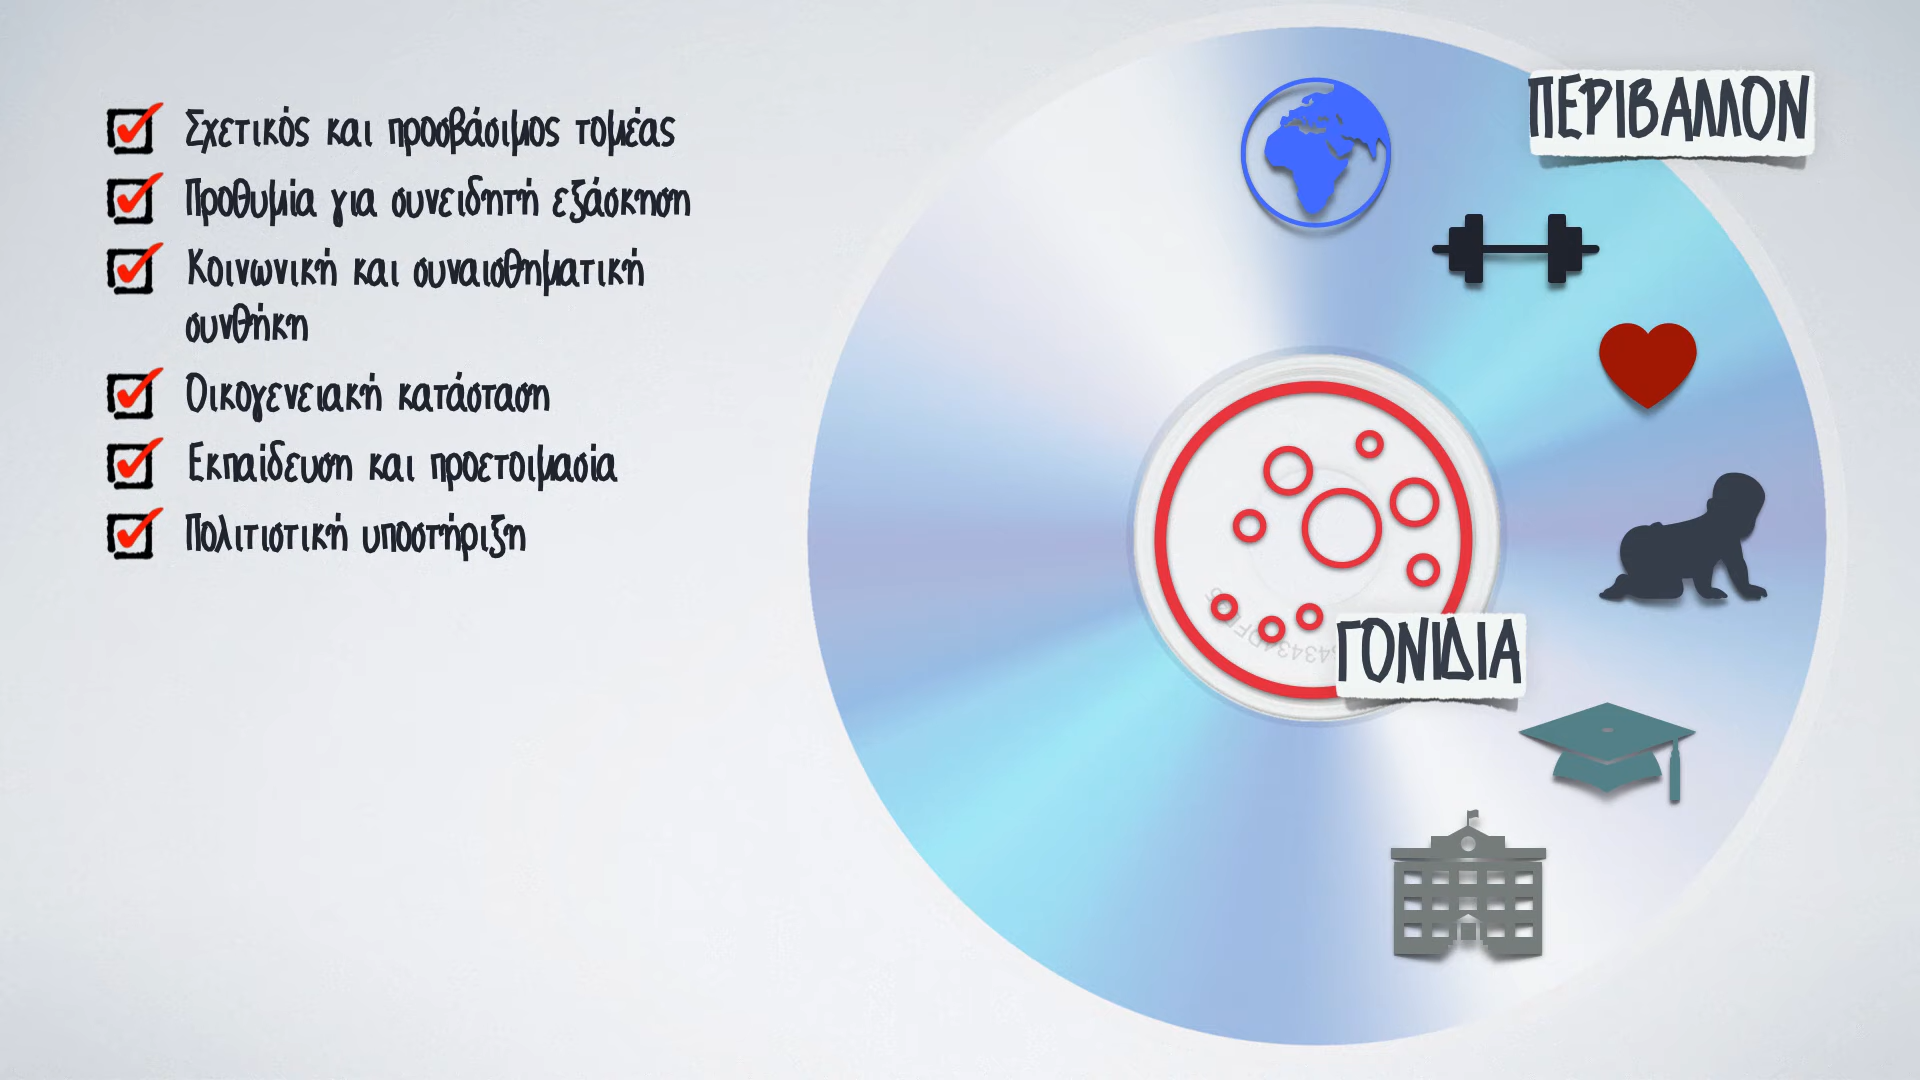 Σχετικός και προσβάσιμος τομέας
Προθυμία για συνειδητή εξάσκηση
Κοινωνική και συναισθηματική
συνθήκη
Οικογενειακή κατάσταση
Εκπαίδευση και προετοιμασία
Πολιτιστική υποστήριξη
ΠΕΡΙΒΑΛΛΟΝ
ΓΟΝΙΔΙΑ